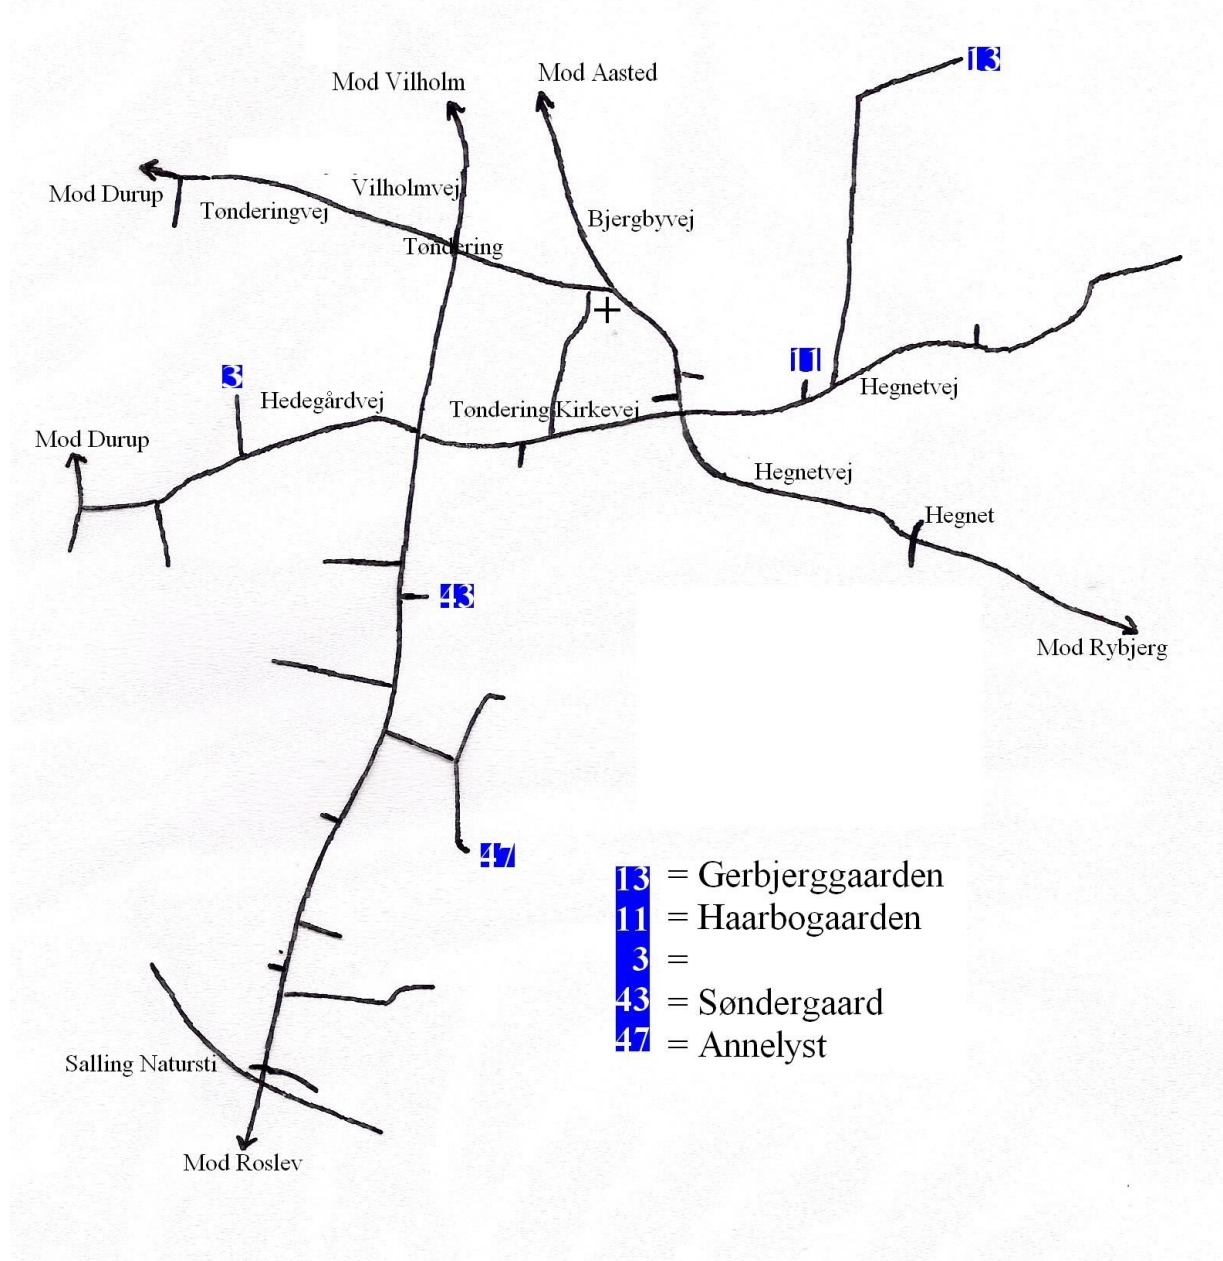 13
Mod Aasted
Mod Vilholm
Mod Durup
Vilholmvej
Tønderingvej
Bjergbyvej
Tøndering
+
11
3
Hegnetvej
Hedegårdvej
Tøndering Kirkevej
Mod Durup
Hegnetvej
Hegnet
43
Mod Rybjerg
47
13 = Gerbjerggaarden
11 = Haarbogaarden
3 =
43 = Søndergaard
47 = Annelyst
Salling Natursti
Mod Roslev